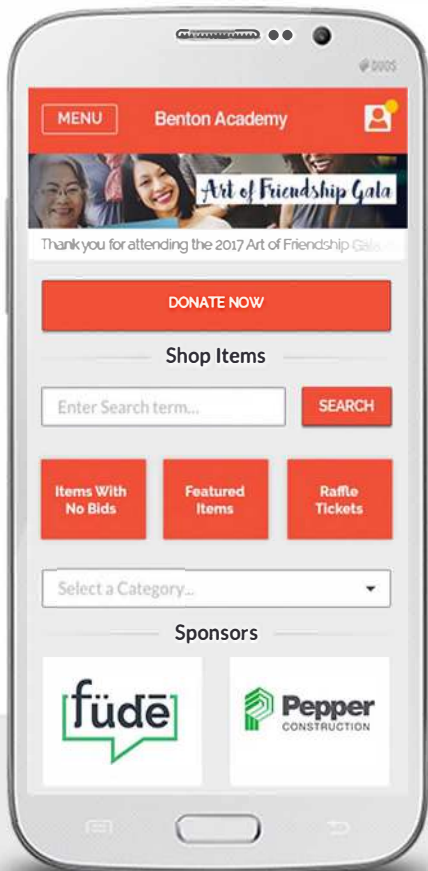 DUOS
MENU
Benton Academy
Art of Friendship Gala
Thank you for attending the 2017 Art of Friendship Gala
DONATE NOW
Shop Items
Enter Search term...
SEARCH
Items With
No Bids
Featured
Items
Raffle
Tickets
Select a Category...
Sponsors
füdē
Pepper
CONSTRUCTION